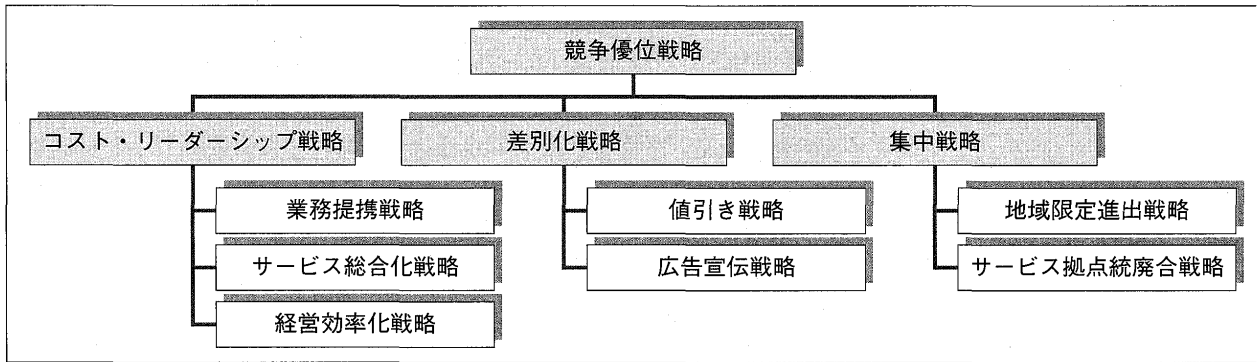 競争優位戦略
コスト・リーダーシップ戦略
差別化戦略
集中戦略
業務提携戦略
値引き戦略
地域限定進出戦略
サービス総合化戦略
広告宣伝戦略
サービス拠点統廃合戦略
経営効率化戦略